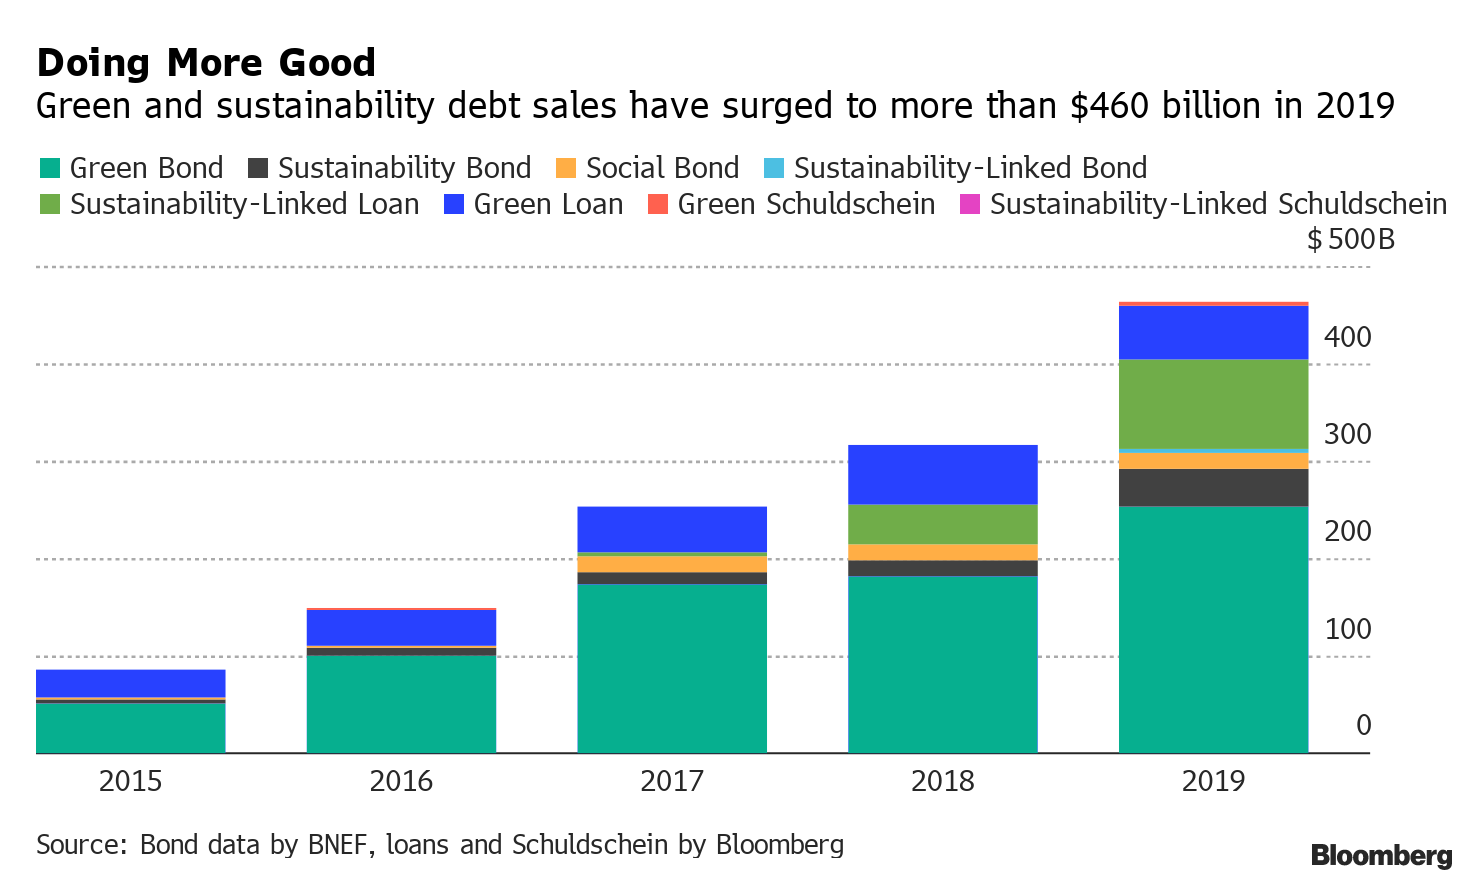 Doing More Good
Green and sustainability debt sales have surged to more than $460 billion in 2019
Green Bond Sustainability Bond Social Bond Sustainability-Linked Bond
Sustainability-Linked Loan Green Loan Green Schuldschein Sustainability-Linked Schuldschein
$500B
400
300
200
100
0
2015 2016 2017 2018 2019
Source: Bond data by BNEF, loans and Schuldschein by Bloomberg
Bloomberg